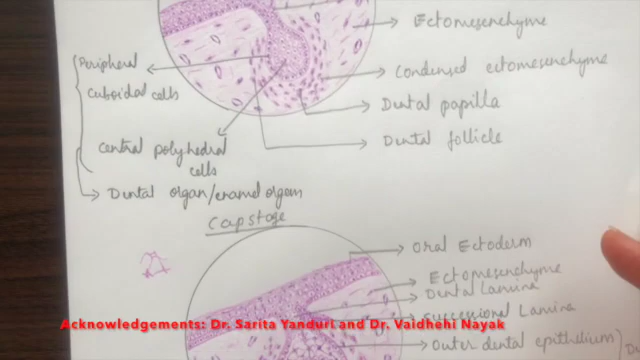 Ectomesenchyme
Peripheral
cuboidal cells
Condensed ectomesenchyme
Dental papilla
Dental follicle
Central polyhedral
cells
Dental organ/enamel organ
Cap stage
Oral Ectoderm
Ectomesenchyme
Dental Lamina
Successional Lamina
Outer dental epithelium
Acknowledgements: Dr. Sarita Yanduri and Dr. Vaidhehi Nayak